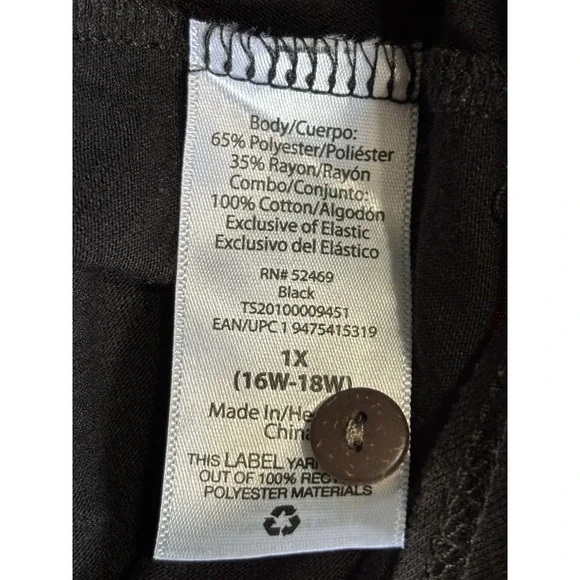 Body/Cuerpo:
65% Polyester/Poliéster
35% Rayon/Rayón
Combo/Conjunto:
100% Cotton/Algodón
Exclusive of Elastic
Exclusivo del Elástico
RN# 52469
Black
TS20100009451
EAN/UPC 1 9475415319
1X
(16W-18W)
Made In/He
China
THIS LABEL YAR
OUT OF 100% REC
POLYESTER MATERIALS